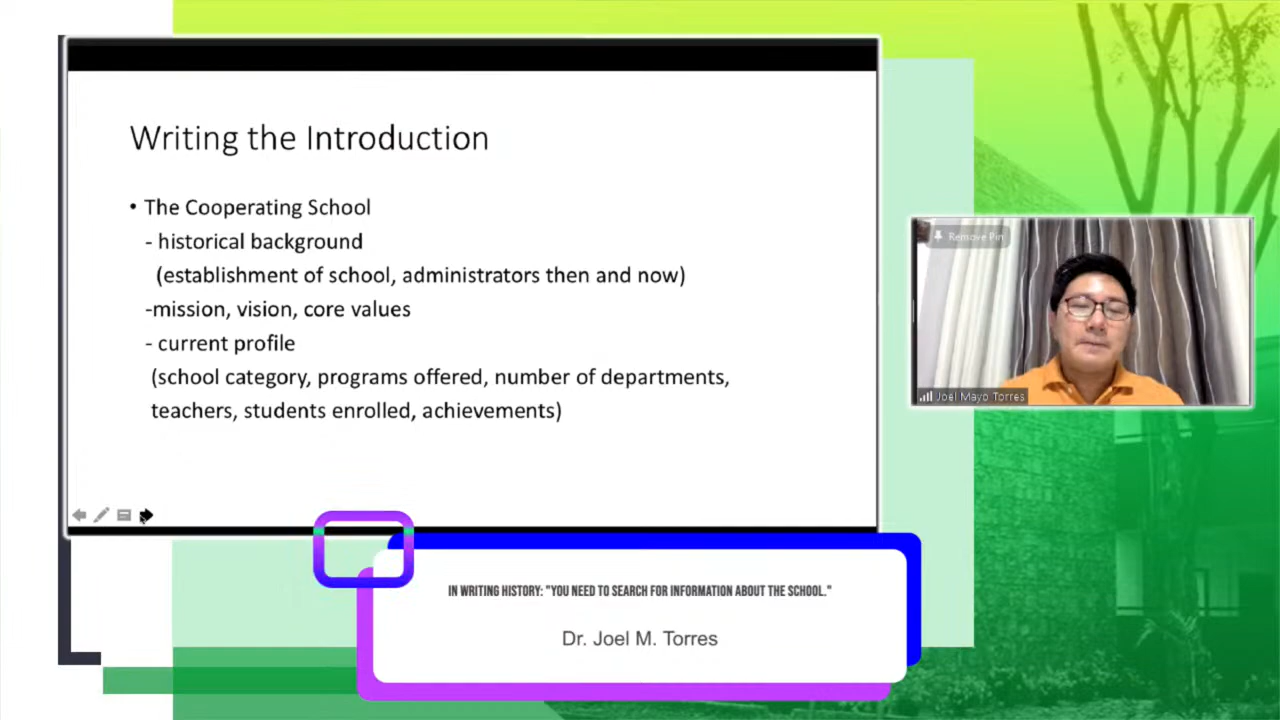 Writing the Introduction
• The Cooperating School
- historical background
(establishment of school, administrators then and now)
-mission, vision, core values
- current profile
(school category, programs offered, number of departments,
teachers, students enrolled, achievements)
Remove Pin
Joel Mayo Torres
IN WRITING HISTORY: "YOU NEED TO SEARCH FOR INFORMATION ABOUT THE SCHOOL."
Dr. Joel M. Torres